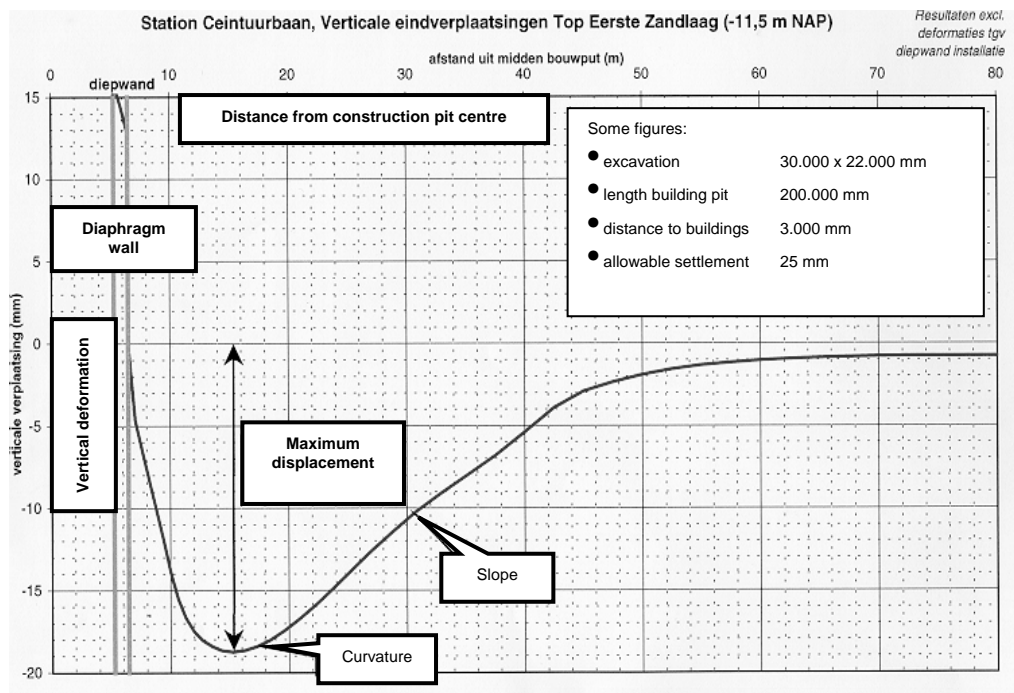 Station Ceintuurbaan, Verticale eindverplaatsingen Top Eerste Zandlaag (-11,5 m NAP)
Resultaten excl.
deformaties tgv
diepwand installatie
afstand uit midden bouwput (m)
0 10 20 30 40 50 60 70 80
diepwand
15
10
5
0
-5
-10
-15
-20
verticale verplaatsing (mm)
Distance from construction pit centre
Some figures:
● excavation 30.000 x 22.000 mm
● length building pit 200.000 mm
● distance to buildings 3.000 mm
● allowable settlement 25 mm
Diaphragm
wall
Vertical deformation
Maximum
displacement
Slope
Curvature